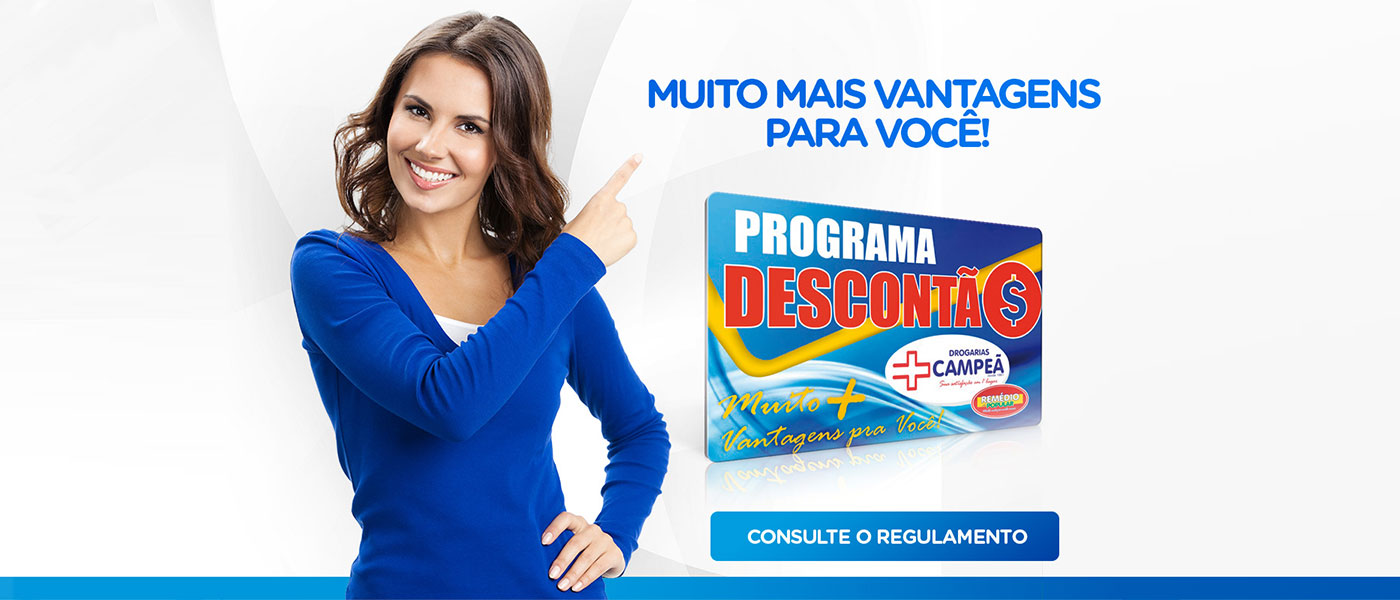 MUITO MAIS VANTAGENS
PARA VOCÊ!
PROGRAMA
DESCONTÃO
DROGARIAS
CAMPEÃ
Sua satisfação em 1º lugar
REMÉDIO
Muito +
Vantagens pra Você!
CONSULTE O REGULAMENTO